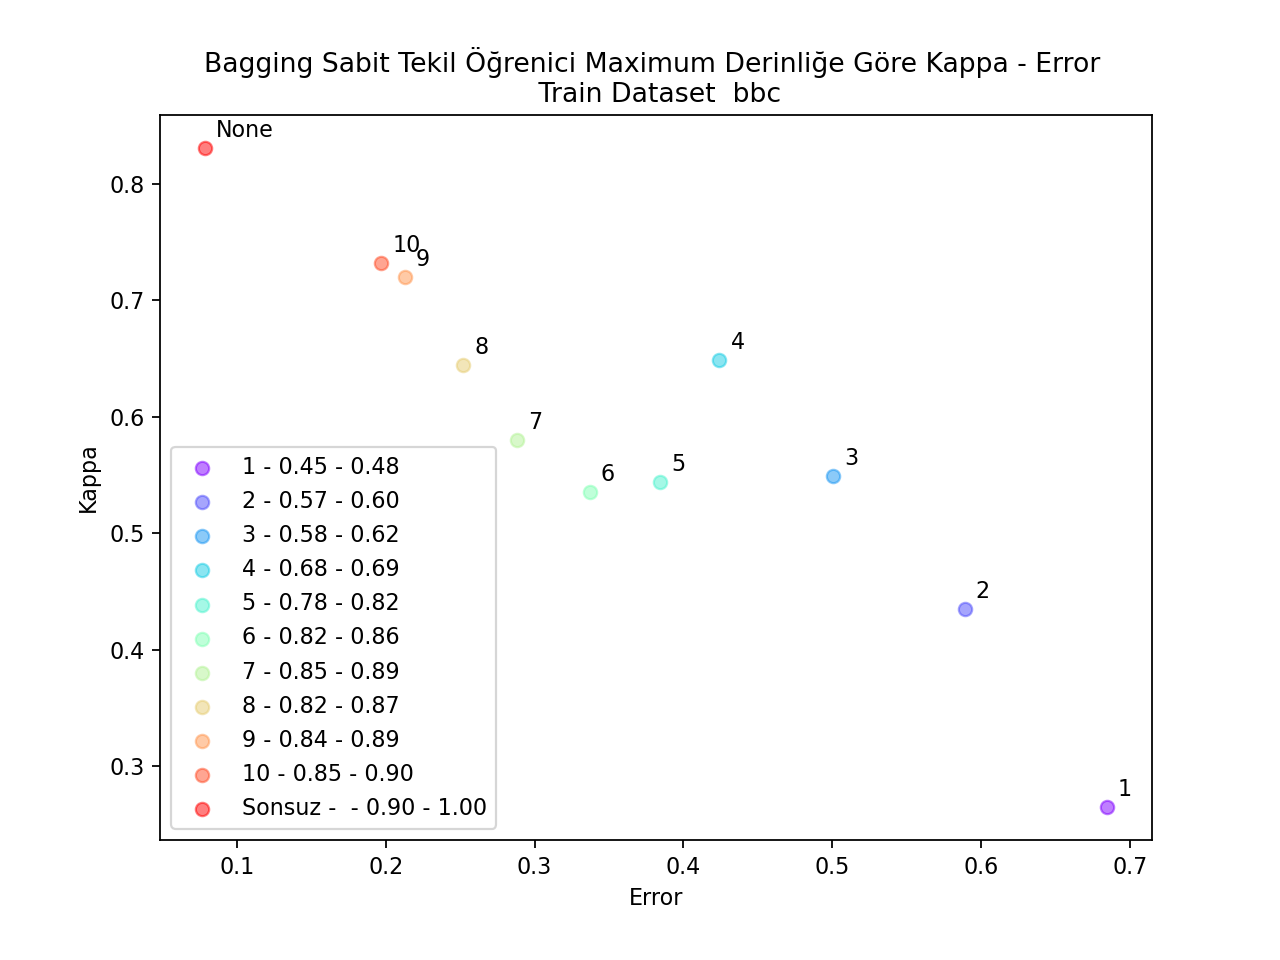 Bagging Sabit Tekil Öğrenici Maximum Derinliğe Göre Kappa - Error
Train Dataset  bbc
None
0.8
10
9
0.7
4
8
0.6
7
Kappa
3
5
6
0.5
2
0.4
0.3
1
1 - 0.45 - 0.48
2 - 0.57 - 0.60
3 - 0.58 - 0.62
4 - 0.68 - 0.69
5 - 0.78 - 0.82
6 - 0.82 - 0.86
7 - 0.85 - 0.89
8 - 0.82 - 0.87
9 - 0.84 - 0.89
10 - 0.85 - 0.90
Sonsuz -  - 0.90 - 1.00
0.1 0.2 0.3 0.4 0.5 0.6 0.7
Error